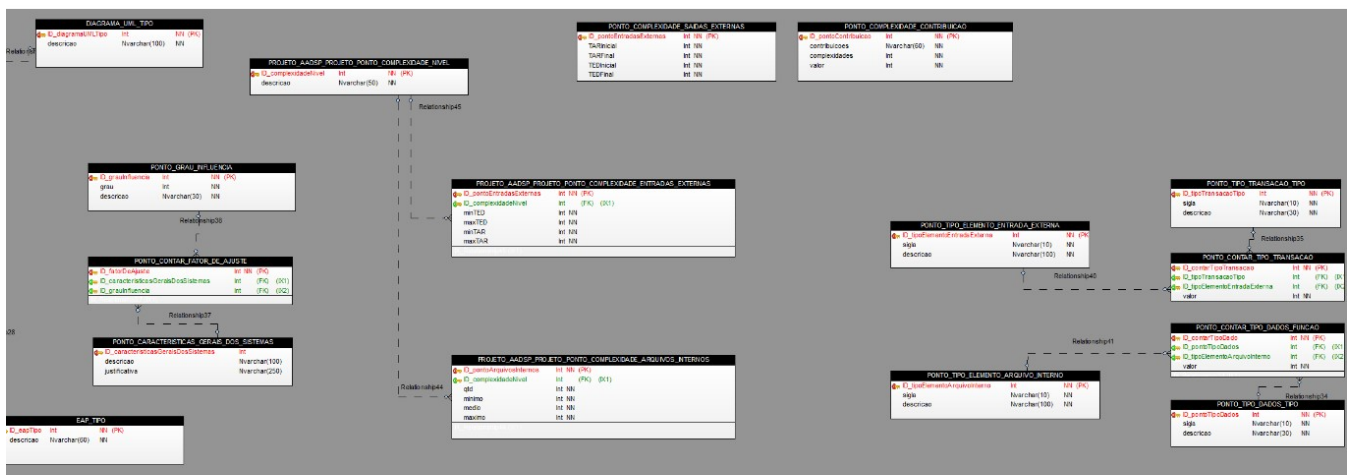 DIAGRAMA_UML_TIPO
ID_diagramaUMLTipo Int NN (PK)
descricao Nvarchar(100) NN
PONTO_COMPLEXIDADE_SAIDAS_EXTERNAS
ID_pontoEntradasExternas Int NN (PK)
TARInicial Int NN
TARFinal Int NN
TEDInicial Int NN
TEDFinal Int NN
PONTO_COMPLEXIDADE_CONTRIBUICAO
ID_pontoContribuicao Int NN (PK)
contribuicoes Nvarchar(60) NN
complexidades Int NN
valor Int NN
PROJETO_AADSP_PROJETO_PONTO_COMPLEXIDADE_NIVEL
ID_complexidadeNivel Int NN (PK)
descricao Nvarchar(50) NN
Relationship45
PONTO_GRAU_INFLUENCIA
ID_grauInfluencia Int NN (PK)
grau Int NN
descricao Nvarchar(30) NN
Relationship38
PROJETO_AADSP_PROJETO_PONTO_COMPLEXIDADE_ENTRADAS_EXTERNAS
ID_pontoEntradasExternas Int NN (PK)
ID_complexidadeNivel Int (FK) (IX1)
minTED Int NN
maxTED Int NN
minTAR Int NN
maxTAR Int NN
PONTO_TIPO_TRANSACAO_TIPO
ID_tipoTransacaoTipo Int NN (PK)
sigla Nvarchar(10) NN
descricao Nvarchar(30) NN
Relationship35
PONTO_TIPO_ELEMENTO_ENTRADA_EXTERNA
ID_tipoElementoEntradaExterna Int NN (PK
sigla Nvarchar(10) NN
descricao Nvarchar(100) NN
Relationship40
PONTO_CONTAR_TIPO_TRANSACAO
ID_contarTipoTransacao Int NN (PK)
ID_tipoTransacaoTipo Int (FK) (IX1
ID_tipoElementoEntradaExterna Int (FK) (IX2
valor Int NN
PONTO_CONTAR_FATOR_DE_AJUSTE
ID_fatorDeAjuste Int NN (PK)
ID_caracteristicasGeraisDosSistemas Int (FK) (IX1)
ID_grauInfluencia Int (FK) (IX2)
Relationship37
PONTO_CARACTERISTICAS_GERAIS_DOS_SISTEMAS
ID_caracteristicasGeraisDosSistemas Int
descricao Nvarchar(100)
justificativa Nvarchar(250)
PROJETO_AADSP_PROJETO_PONTO_COMPLEXIDADE_ARQUIVOS_INTERNOS
ID_pontoArquivosInternos Int NN (PK)
ID_complexidadeNivel Int (FK) (IX1)
qtd Int NN
minimo Int NN
medio Int NN
maximo Int NN
Relationship44
PONTO_CONTAR_TIPO_DADOS_FUNCAO
ID_contarTipoDado Int NN (PK)
ID_pontoTipoDados Int (FK) (IX1
ID_tipoElementoArquivoInterno Int (FK) (IX2
valor Int NN
Relationship41
PONTO_TIPO_ELEMENTO_ARQUIVO_INTERNO
ID_tipoElementoArquivoInterno Int NN (PK)
sigla Nvarchar(10) NN
descricao Nvarchar(100) NN
Relationship34
PONTO_TIPO_DADOS_TIPO
ID_pontoTipoDados Int NN (PK)
sigla Nvarchar(10) NN
descricao Nvarchar(30) NN
EAP_TIPO
ID_eapTipo Int NN (PK)
descricao Nvarchar(60) NN